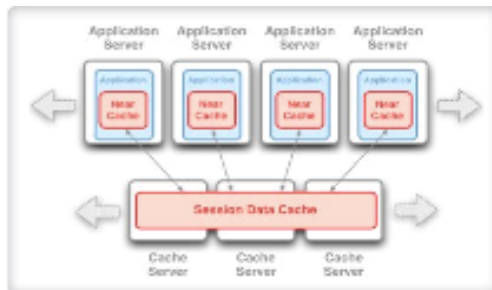 Application Application Application Application
Server Server Server Server
Application Application Application Application
Near Near Near Near
Cache Cache Cache Cache
Session Data Cache
Cache Cache Cache
Server Server Server